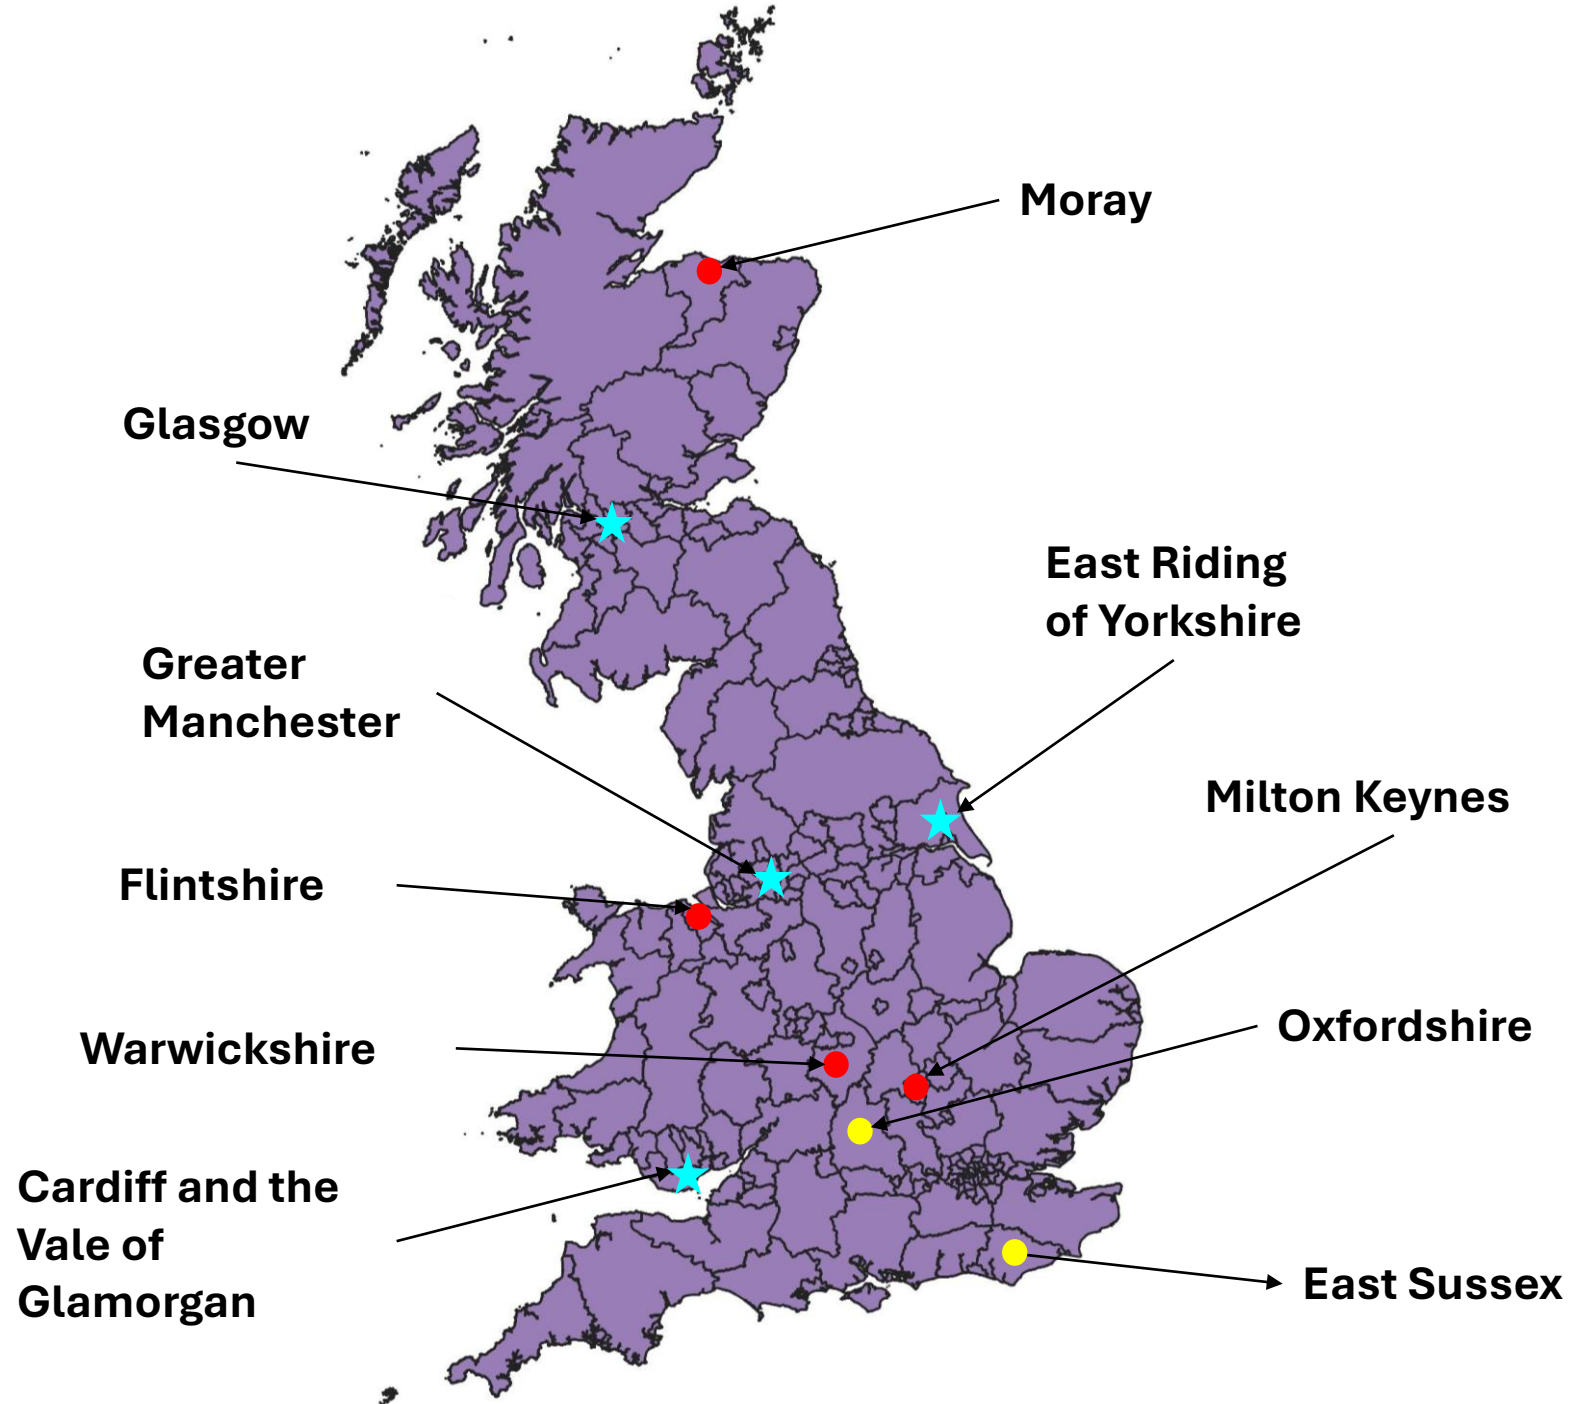 Moray
Glasgow
East Riding
of Yorkshire
Greater
Manchester
Milton Keynes
Flintshire
Oxfordshire
Warwickshire
Cardiff and the
Vale of
Glamorgan
East Sussex